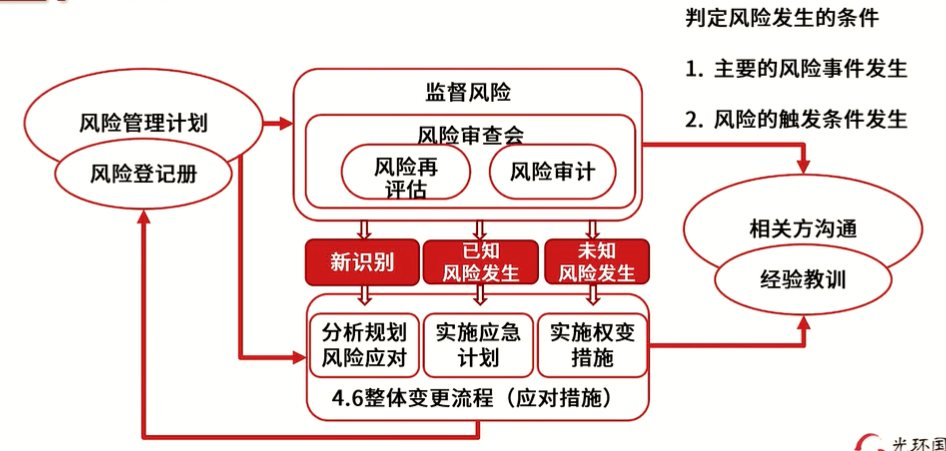 判定风险发生的条件
1. 主要的风险事件发生
2. 风险的触发条件发生
风险管理计划
风险登记册
监督风险
风险审查会
风险再
评估
风险审计
新识别
已知
风险发生
未知
风险发生
分析规划
风险应对
实施应急
计划
实施权变
措施
4.6整体变更流程（应对措施）
相关方沟通
经验教训
光环国